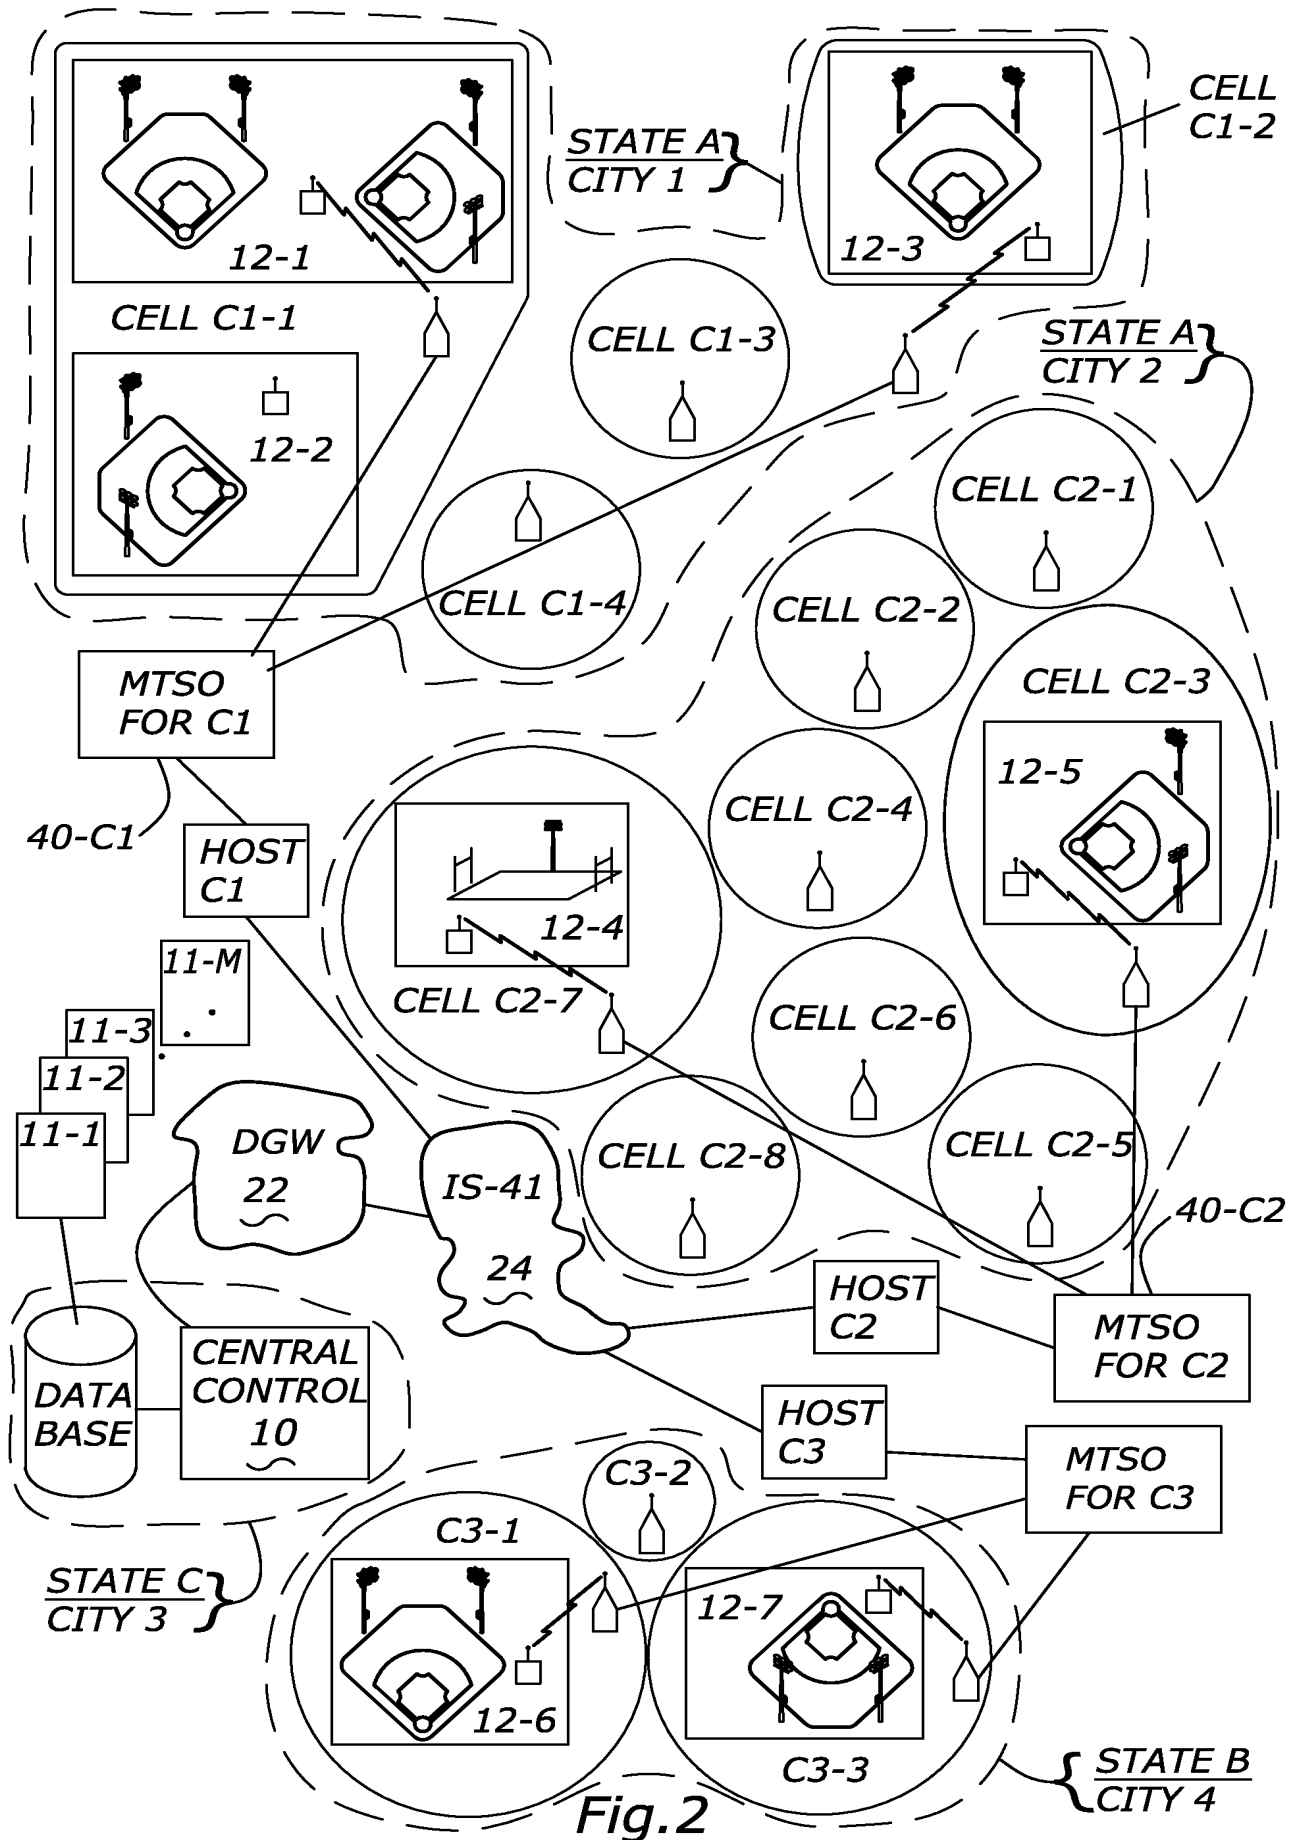 CELL
C1-2
STATE A
CITY 1
12-1
12-3
CELL C1-1
CELL C1-3
STATE A
CITY 2
12-2
CELL C2-1
CELL C1-4
CELL C2-2
CELL C2-3
MTSO
FOR C1
12-5
CELL C2-4
40-C1
HOST
C1
12-4
11-M
CELL C2-7
CELL C2-6
11-3
11-2
11-1
DGW
22
IS-41
24
CELL C2-8
CELL C2-5
40-C2
HOST
C2
MTSO
FOR C2
DATA
BASE
CENTRAL
CONTROL
10
HOST
C3
MTSO
FOR C3
C3-2
C3-1
STATE C
CITY 3
12-7
12-6
C3-3
STATE B
CITY 4
Fig.2